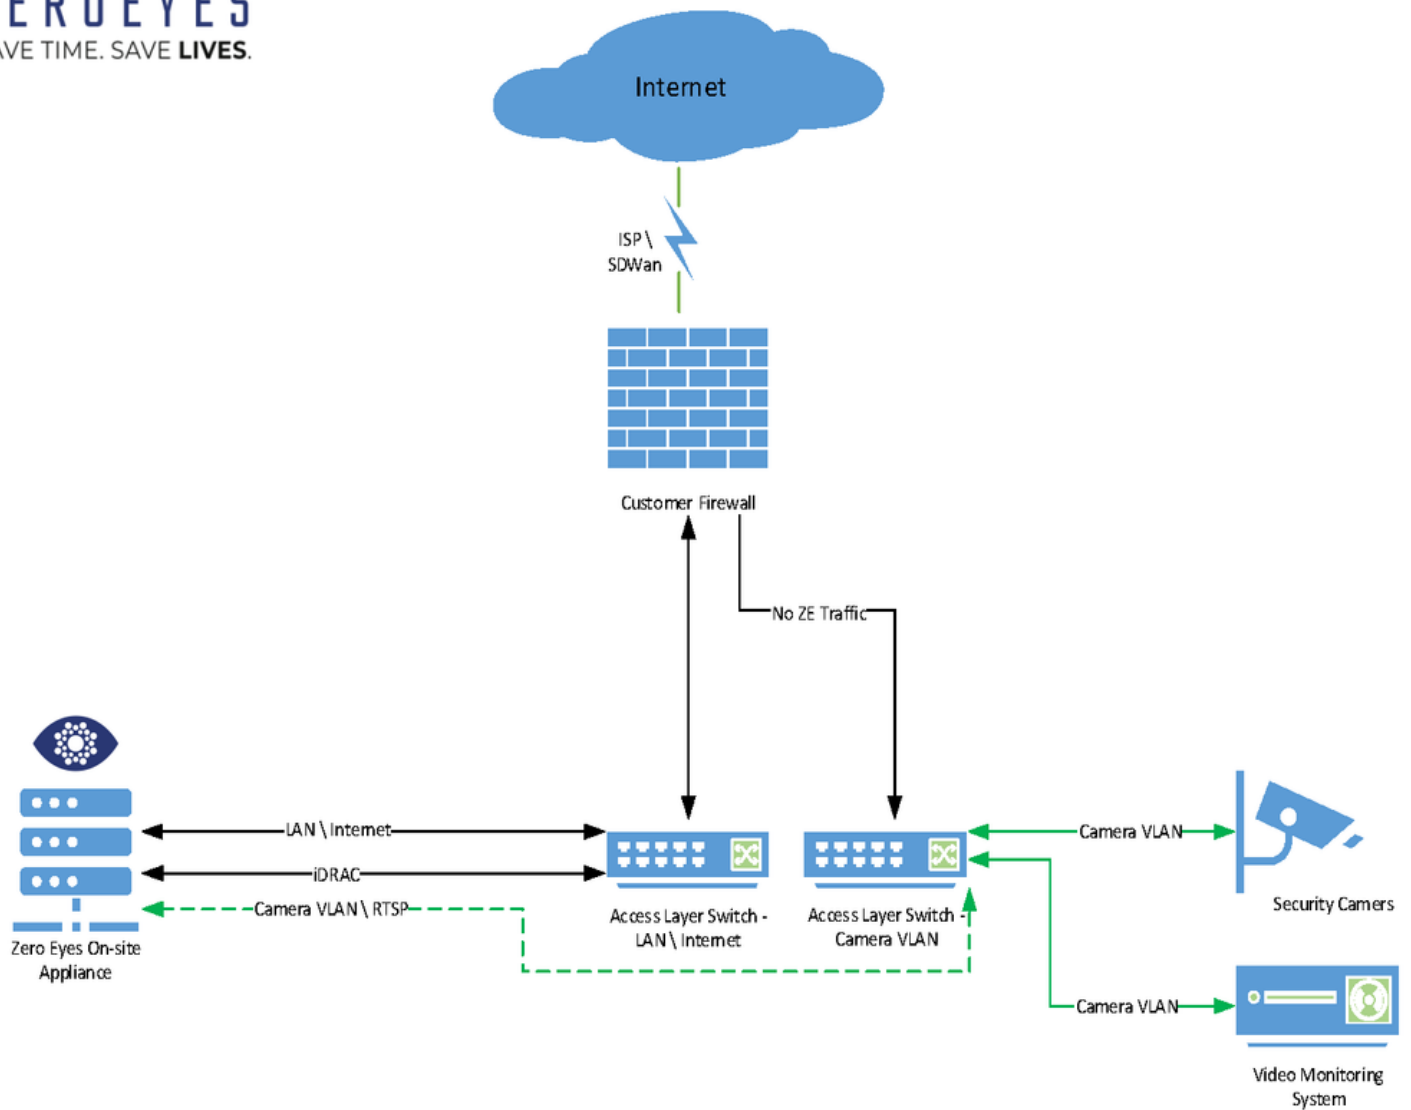 EROEYES
AVE TIME. SAVE LIVES.
Internet
ISP \
SDWan
Customer Firewall
No ZE Traffic
LAN \ Internet
iDRAC
Camera VLAN \ RTSP
Zero Eyes On-site
Appliance
Access Layer Switch -
LAN \ Internet
Access Layer Switch -
Camera VLAN
Camera VLAN
Security Camers
Camera VLAN
Video Monitoring
System